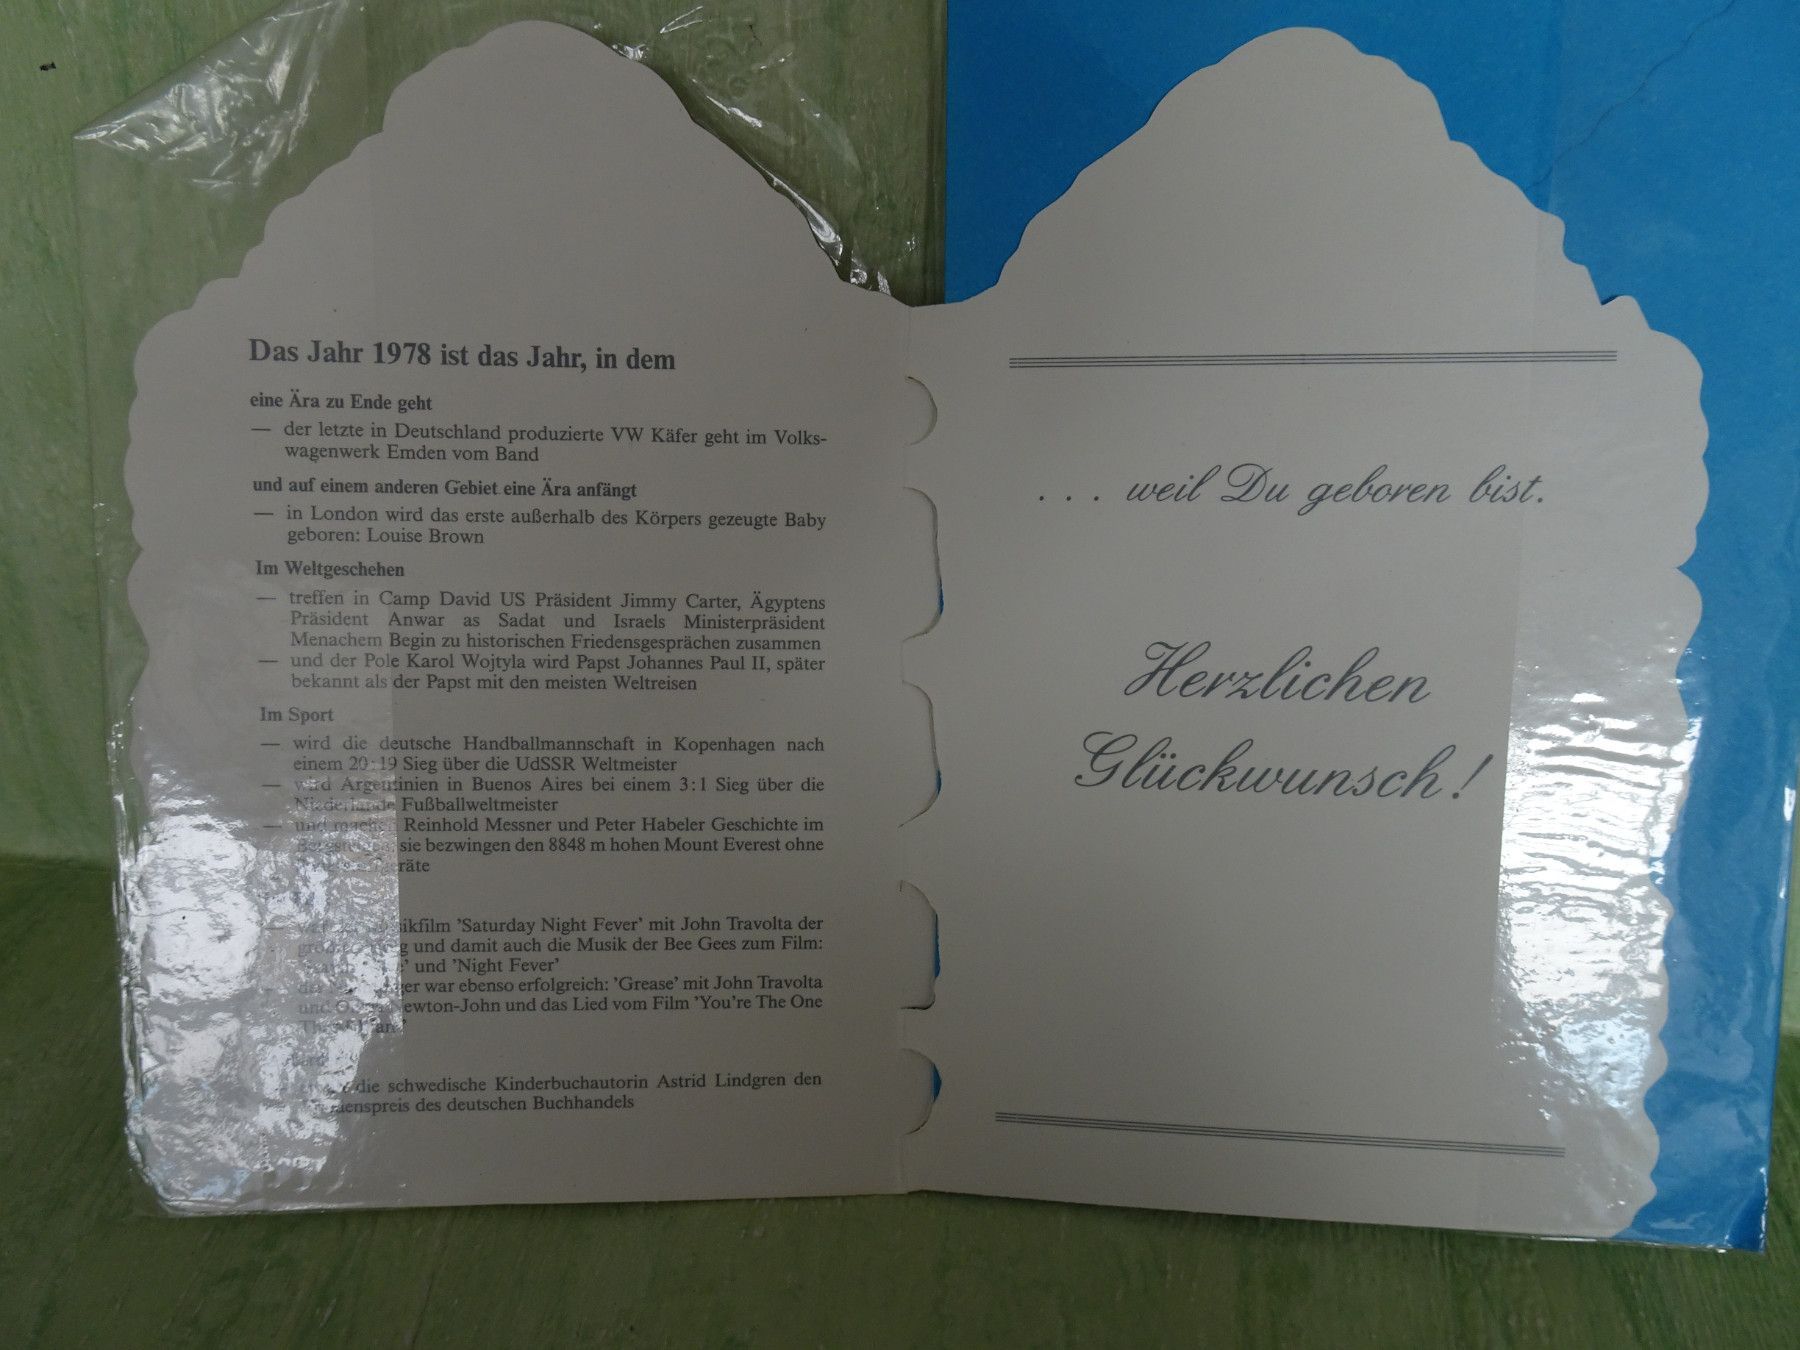 Das Jahr 1978 ist das Jahr, in dem
eine Ära zu Ende geht
— der letzte in Deutschland produzierte VW Käfer geht im Volks-
wagenwerk Emden vom Band
und auf einem anderen Gebiet eine Ära anfängt
— in London wird das erste außerhalb des Körpers gezeugte Baby
geboren: Louise Brown
Im Weltgeschehen
— treffen in Camp David US Präsident Jimmy Carter, Ägyptens
Präsident Anwar as Sadat und Israels Ministerpräsident
Menachem Begin zu historischen Friedensgesprächen zusammen
— und der Pole Karol Wojtyla wird Papst Johannes Paul II, später
bekannt als der Papst mit den meisten Weltreisen
Im Sport
— wird die deutsche Handballmannschaft in Kopenhagen nach
einem 20:19 Sieg über die UdSSR Weltmeister
— wird Argentinien in Buenos Aires bei einem 3:1 Sieg über die
Niederlande Fußballweltmeister
— und machen Reinhold Messner und Peter Habeler Geschichte im
sie bezwingen den 8848 m hohen Mount Everest ohne
'Saturday Night Fever' mit John Travolta der
und damit auch die Musik der Bee Gees zum Film:
und 'Night Fever'
war ebenso erfolgreich: 'Grease' mit John Travolta
und Newton-John und das Lied vom Film 'You're The One
die schwedische Kinderbuchautorin Astrid Lindgren den
des deutschen Buchhandels
. . . weil Du geboren bist.
Herzlichen
Glückwunsch!